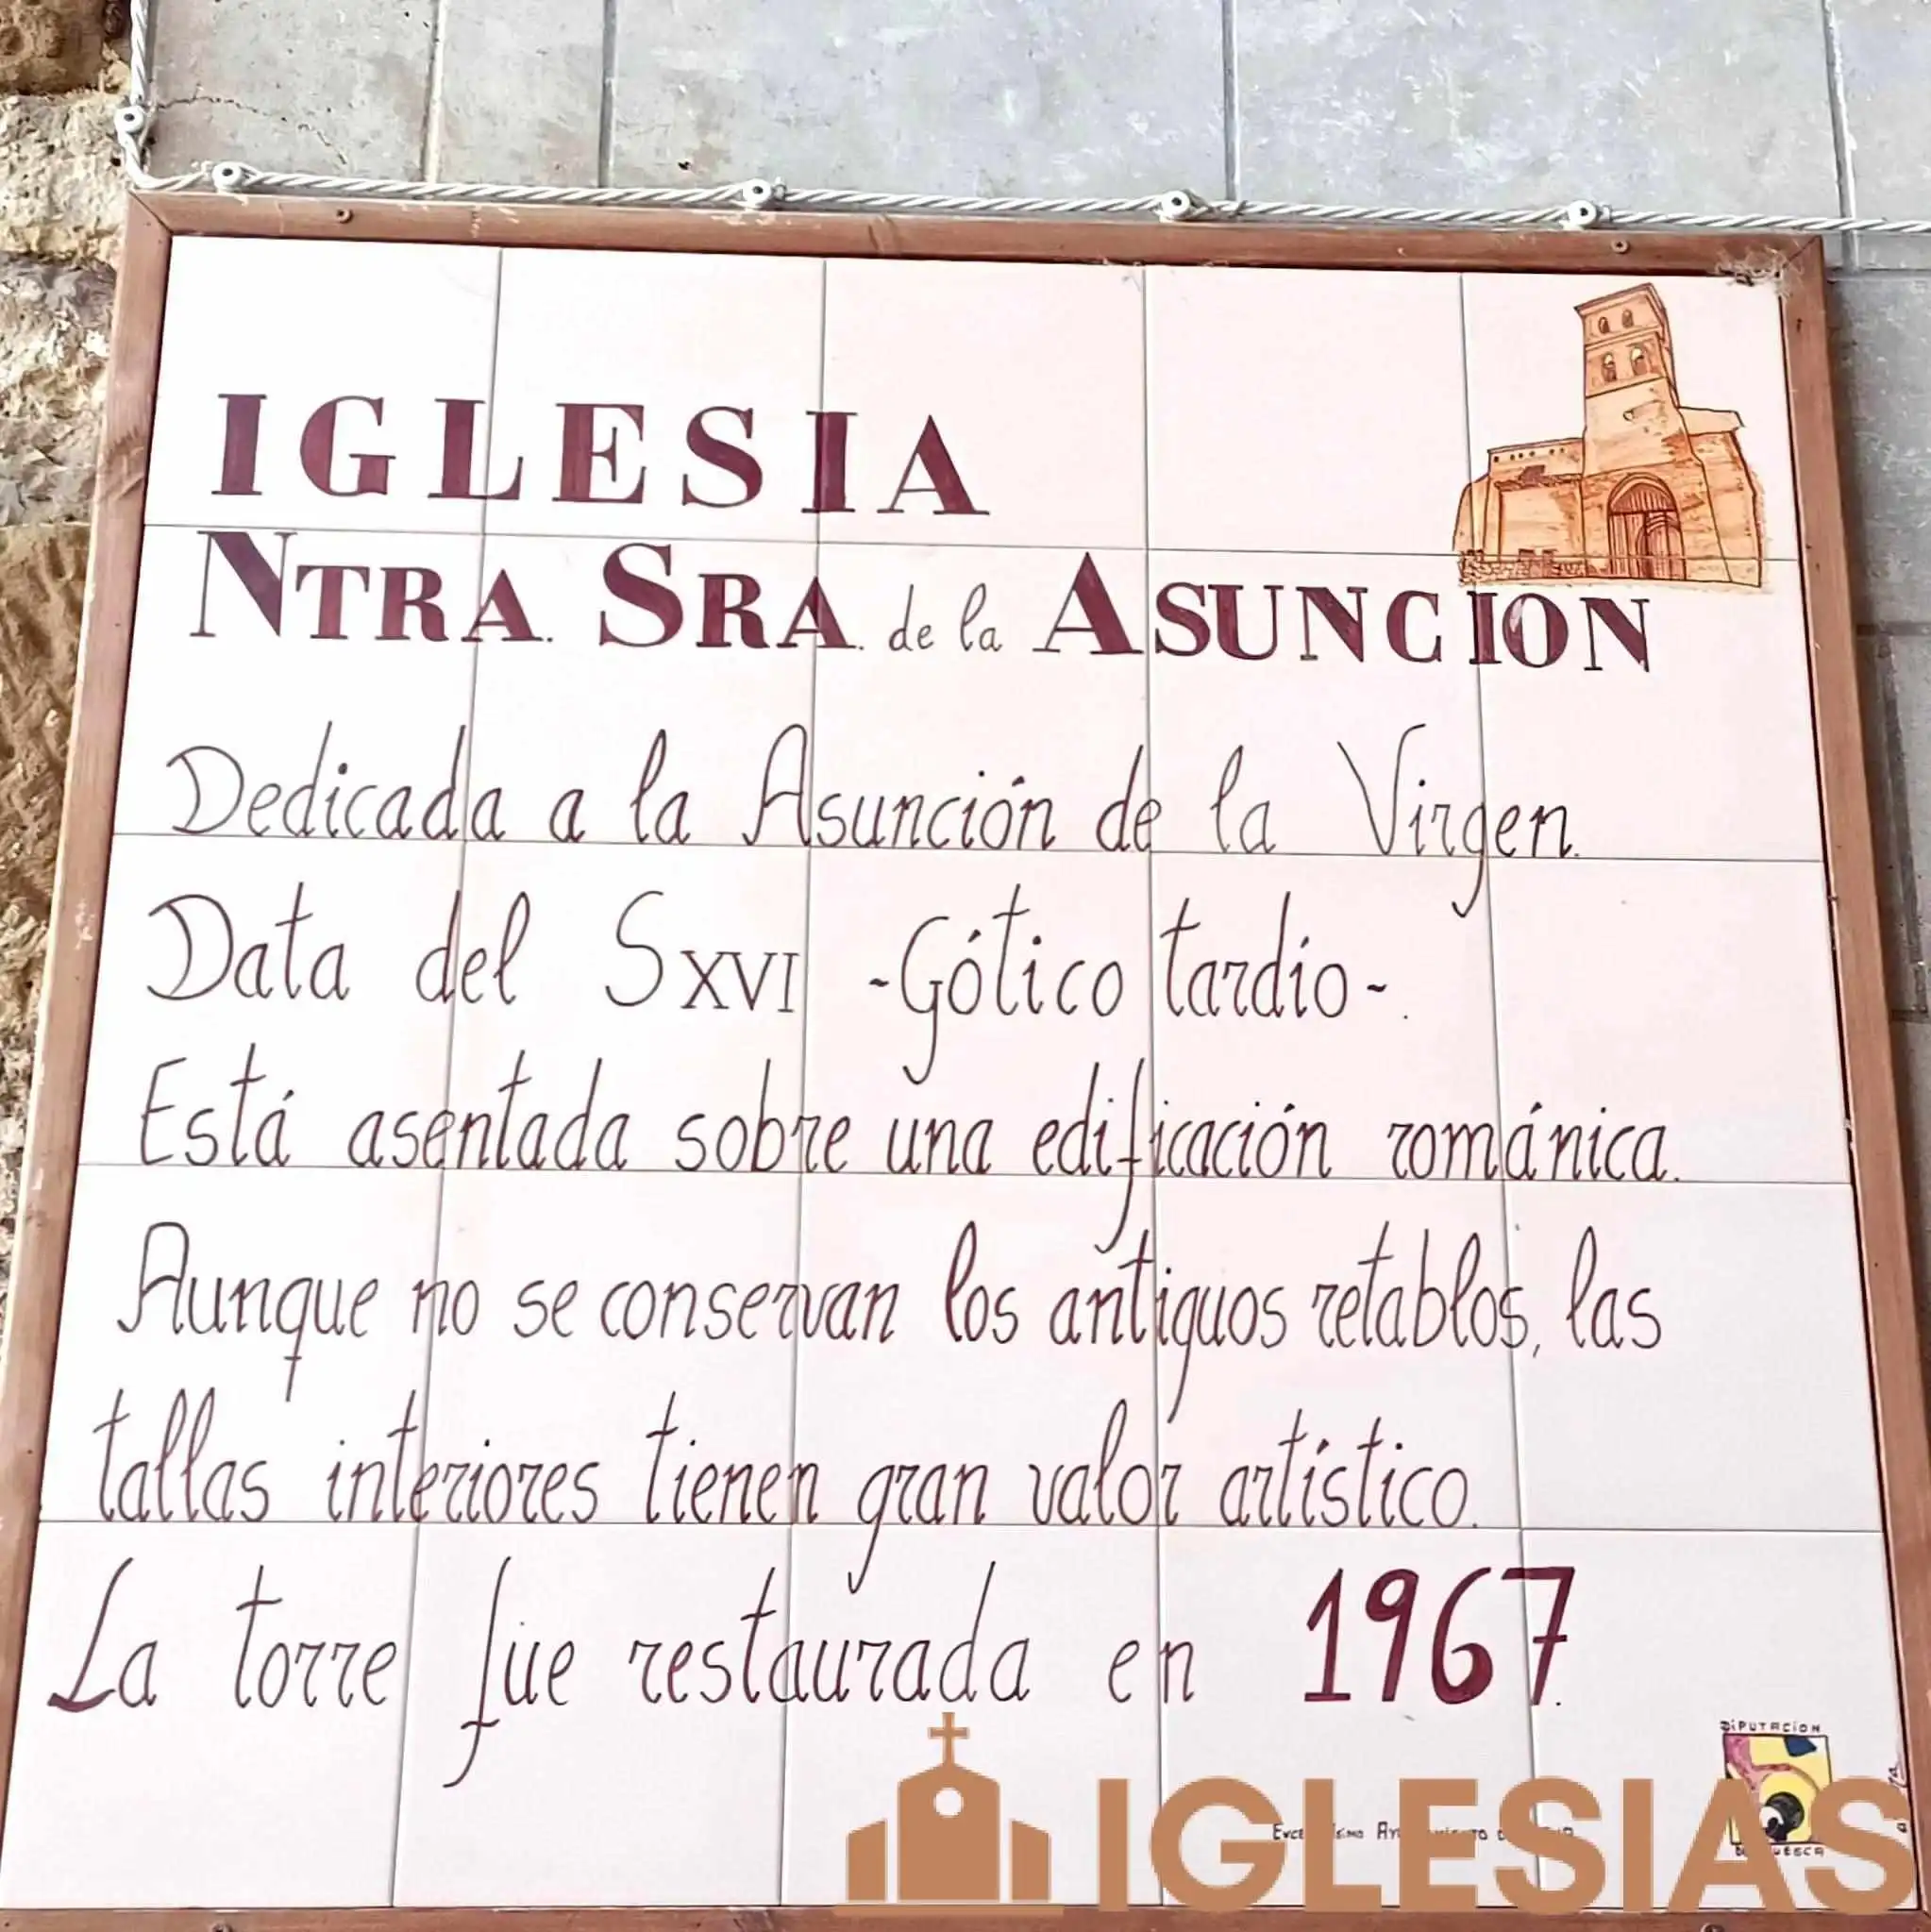 IGLESIA
NTRA. SRA. de la ASUNCION
Dedicada a la Asunción de la Virgen.
Data del S XVI -Gótico tardío-.
Está asentada sobre una edificación románica.
Aunque no se conservan los antiguos retablos, las
tallas interiores tienen gran valor artístico.
La torre fue restaurada en 1967.
DIPUTACION
HUESCA
IGLESIAS